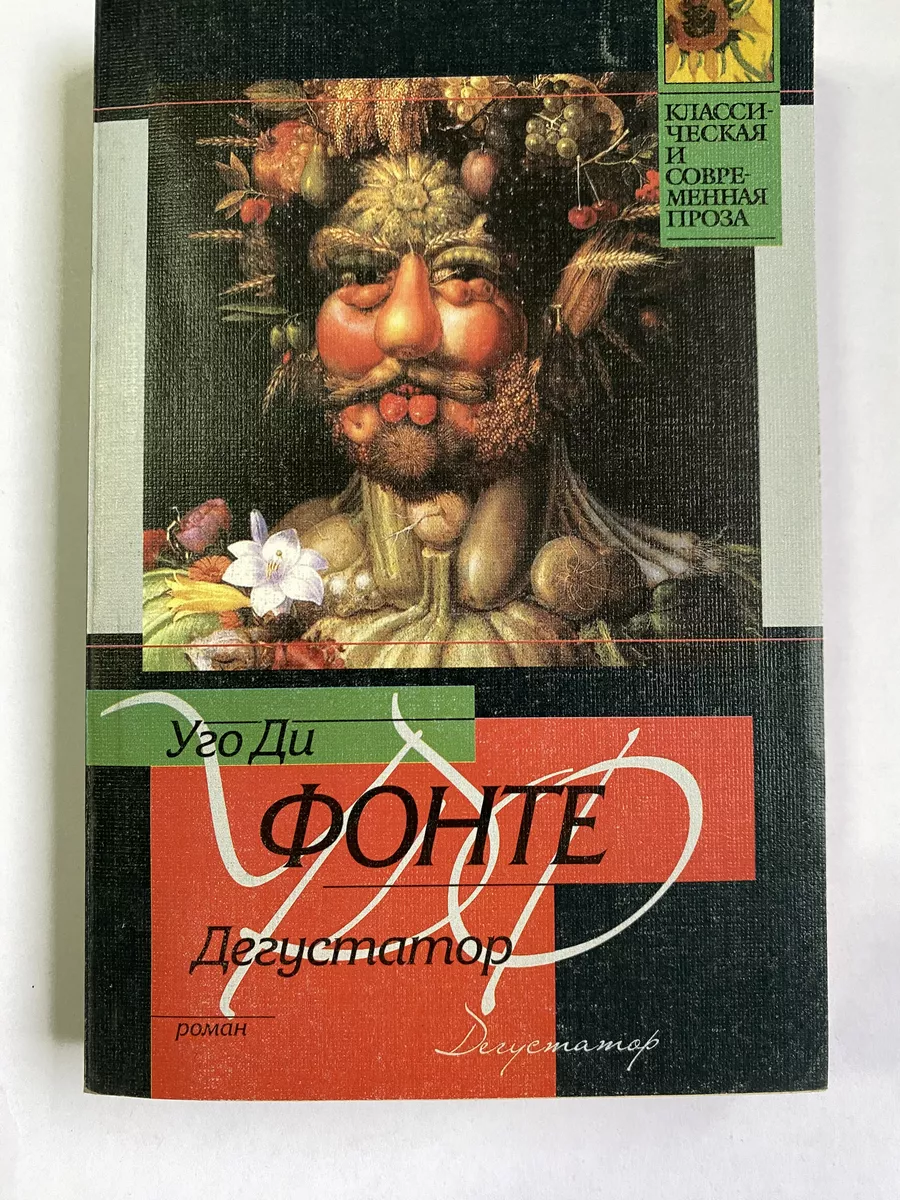 КЛАССИ-
ЧЕСКАЯ
И
СОВРЕ-
МЕННАЯ
ПРОЗА
Уго Ди
ФОНТЕ
Дегустатор
роман
Дегустатор